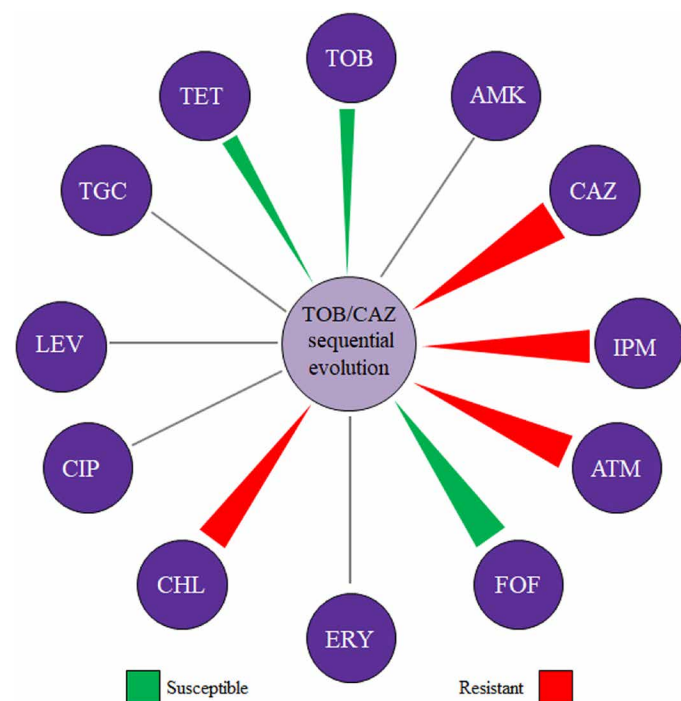 TOB
TET
AMK
TGC
CAZ
TOB/CAZ
sequential
evolution
LEV
IPM
CIP
ATM
CHL
FOF
ERY
Susceptible
Resistant